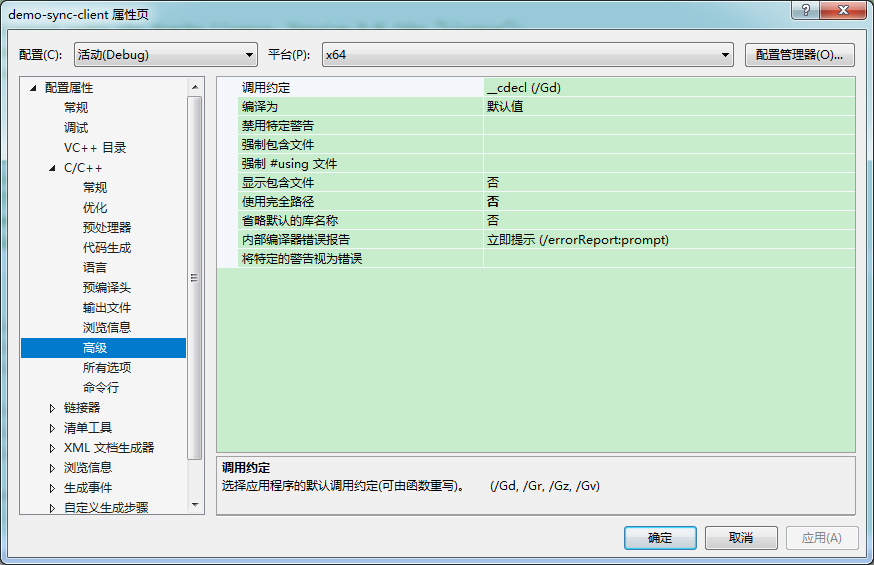 demo-sync-client 属性页
配置(C): 活动(Debug) 平台(P): x64 配置管理器(O)...
配置属性
常规
调试
VC++ 目录
C/C++
常规
优化
预处理器
代码生成
语言
预编译头
输出文件
浏览信息
高级
所有选项
命令行
链接器
清单工具
XML 文档生成器
浏览信息
生成事件
自定义生成步骤
调用约定 __cdecl (/Gd)
编译为 默认值
禁用特定警告
强制包含文件
强制 #using 文件
显示包含文件 否
使用完全路径 否
省略默认的库名称 否
内部编译器错误报告 立即提示 (/errorReport:prompt)
将特定的警告视为错误
调用约定
选择应用程序的默认调用约定(可由函数重写)。 (/Gd, /Gr, /Gz, /Gv)
确定 取消 应用(A)